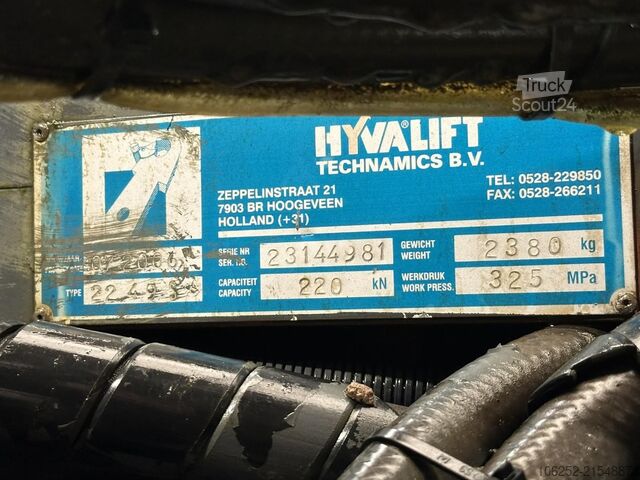 Truck
Scout24
HYVALIFT
TECHNAMICS B.V.
ZEPPELINSTRAAT 21
7903 BR HOOGEVEEN
HOLLAND (+31)
TEL: 0528-229850
FAX: 0528-266211
SERIE NR
SER. NO. 23144981
GEWICHT
WEIGHT 2380 kg
TYPE
CAPACITEIT
CAPACITY 220 kN
WERKDRUK
WORK PRESS. 325 MPa